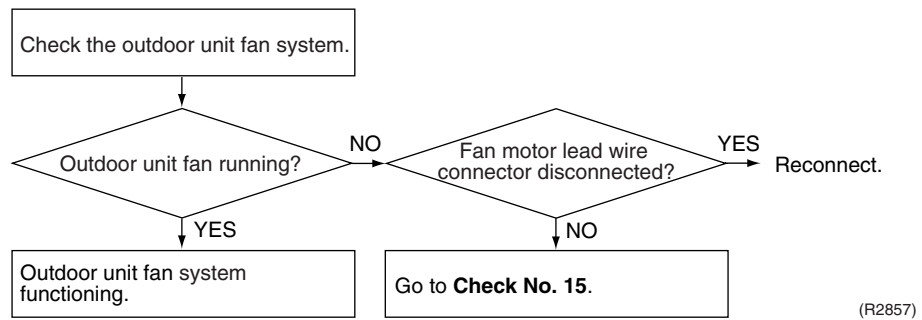 Check the outdoor unit fan system.
Outdoor unit fan running?
NO
Fan motor lead wire
connector disconnected?
YES
Reconnect.
YES
NO
Outdoor unit fan system
functioning.
Go to Check No. 15.
(R2857)